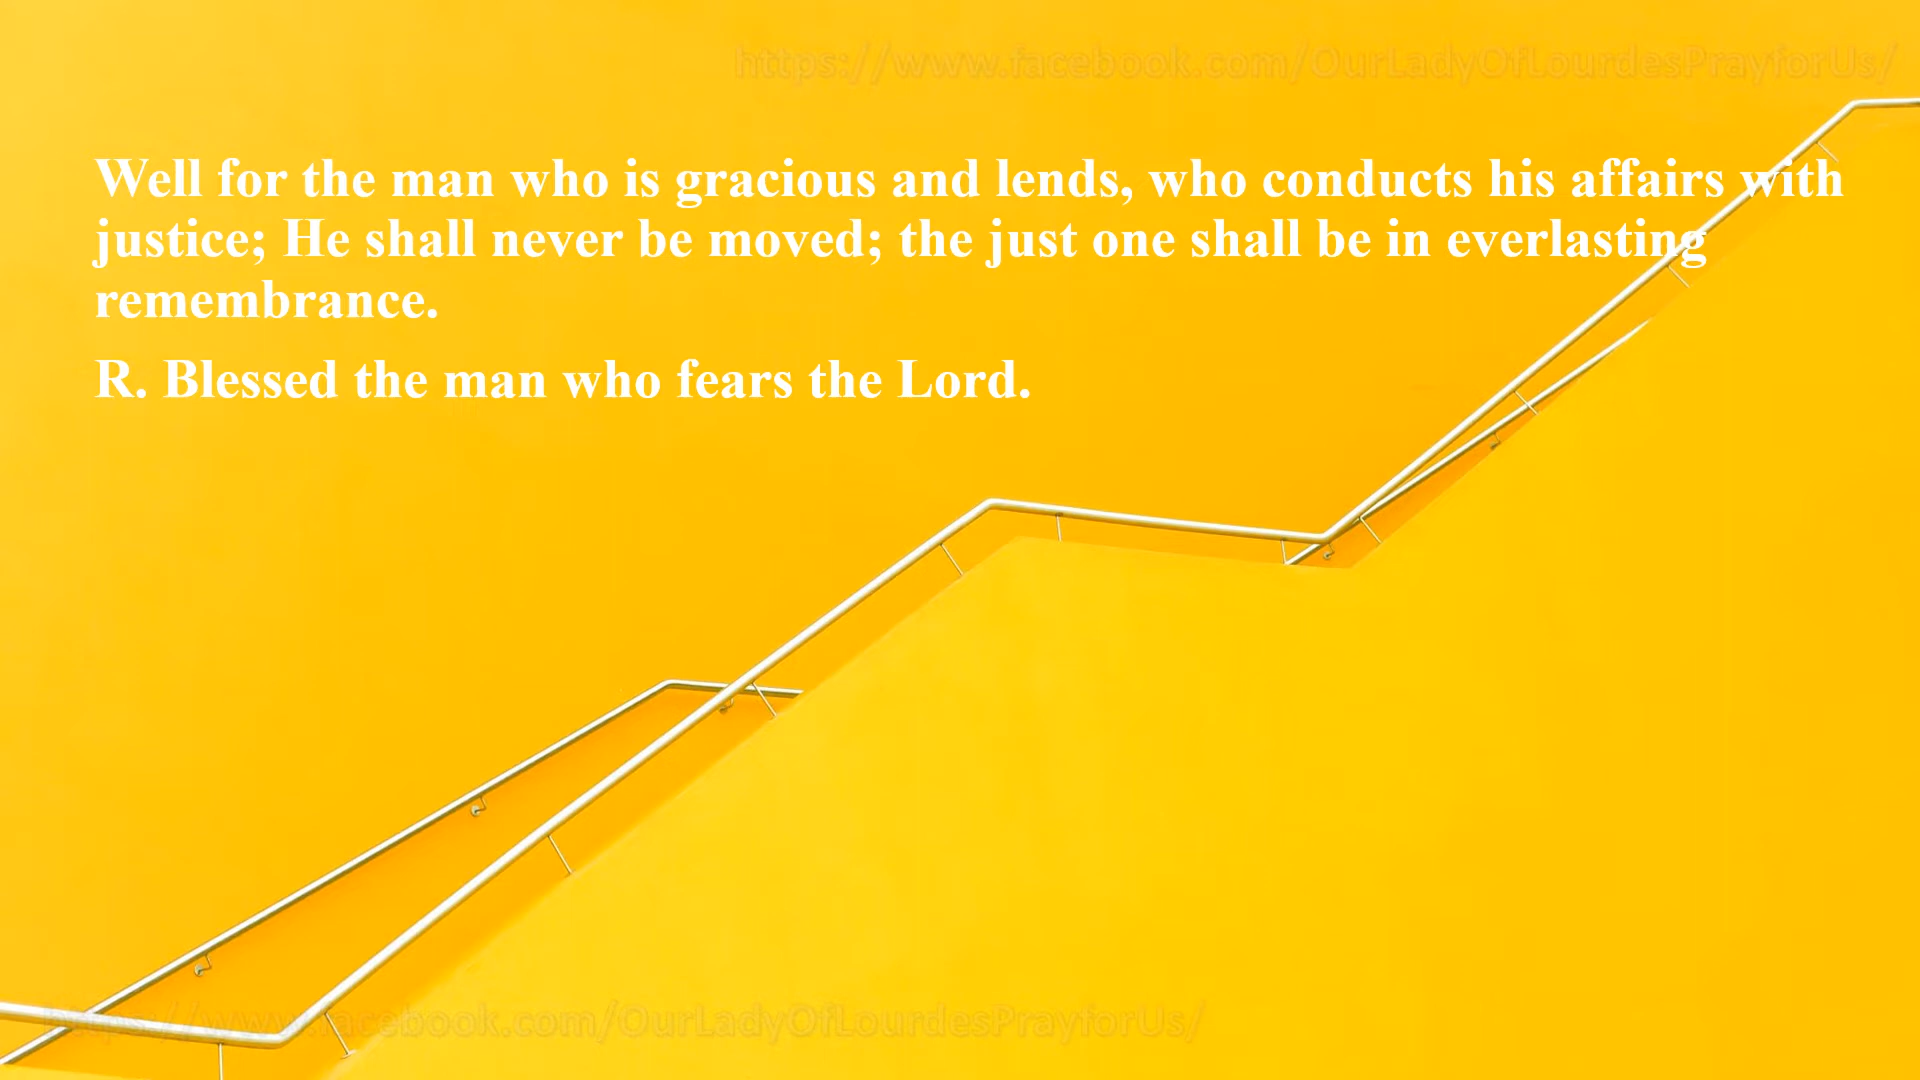 https://www.facebook.com/OurLadyOfLourdesPrayforUs/
Well for the man who is gracious and lends, who conducts his affairs with
justice; He shall never be moved; the just one shall be in everlasting
remembrance.
R. Blessed the man who fears the Lord.
https://www.facebook.com/OurLadyOfLourdesPrayforUs/